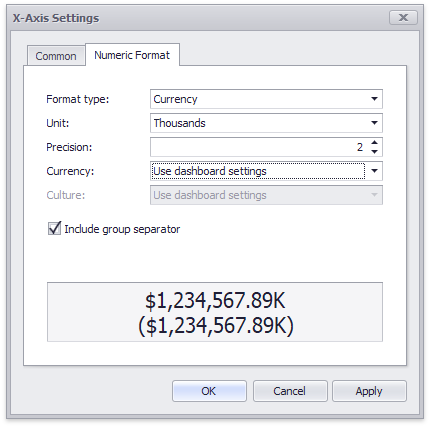 X-Axis Settings
Common
Numeric Format
Format type: Currency
Unit: Thousands
Precision: 2
Currency: Use dashboard settings
Culture: Use dashboard settings
Include group separator
$1,234,567.89K
($1,234,567.89K)
OK Cancel Apply